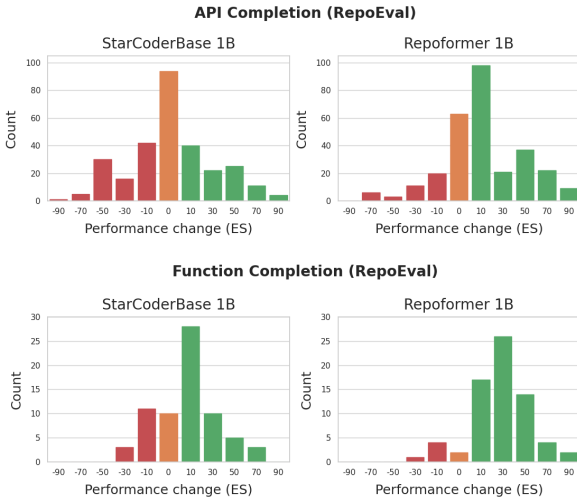 API Completion (RepoEval)
StarCoderBase 1B
Repoformer 1B
Count
100
80
60
40
20
0
-90 -70 -50 -30 -10 0 10 30 50 70 90
Performance change (ES)
Count
100
80
60
40
20
0
-90 -70 -50 -30 -10 0 10 30 50 70 90
Performance change (ES)
Function Completion (RepoEval)
StarCoderBase 1B
Repoformer 1B
Count
30
25
20
15
10
5
0
-90 -70 -50 -30 -10 0 10 30 50 70 90
Performance change (ES)
Count
30
25
20
15
10
5
0
-90 -70 -50 -30 -10 0 10 30 50 70 90
Performance change (ES)